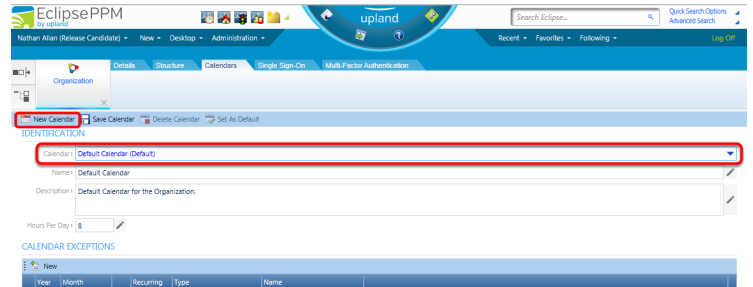 EclipsePPM
by upland
upland
Search Eclipse...
Quick Search Options
Advanced Search
Nathan Allan (Release Candidate) New Desktop Administration
Recent Favorites Following
Log Off
Details Structure Calendars Single Sign-On Multi-Factor Authentication
Organization
New Calendar Save Calendar Delete Calendar Set As Default
IDENTIFICATION
Calendar: Default Calendar (Default)
Name: Default Calendar
Description: Default Calendar for the Organization.
Hours Per Day: 8
CALENDAR EXCEPTIONS
New
Year Month Recurring Type Name